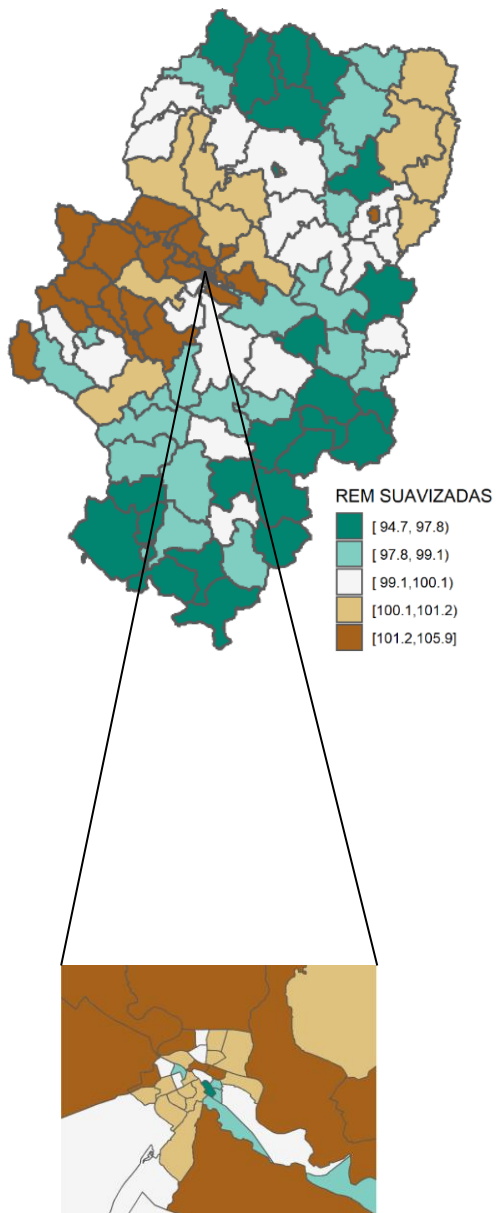 REM SUAVIZADAS
[ 94.7, 97.8)
[ 97.8, 99.1)
[ 99.1,100.1)
[100.1,101.2)
[101.2,105.9]